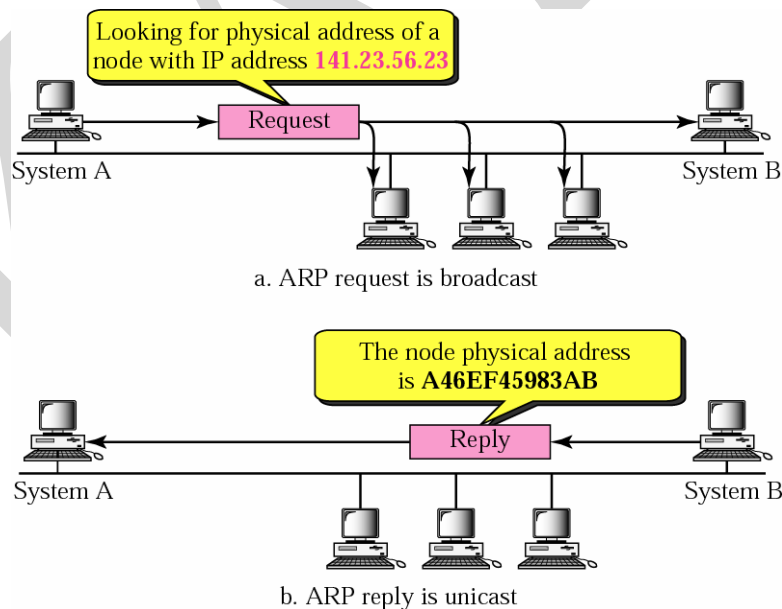 Looking for physical address of a
node with IP address 141.23.56.23
Request
System A
System B
a. ARP request is broadcast
The node physical address
is A46EF45983AB
Reply
System A
System B
b. ARP reply is unicast